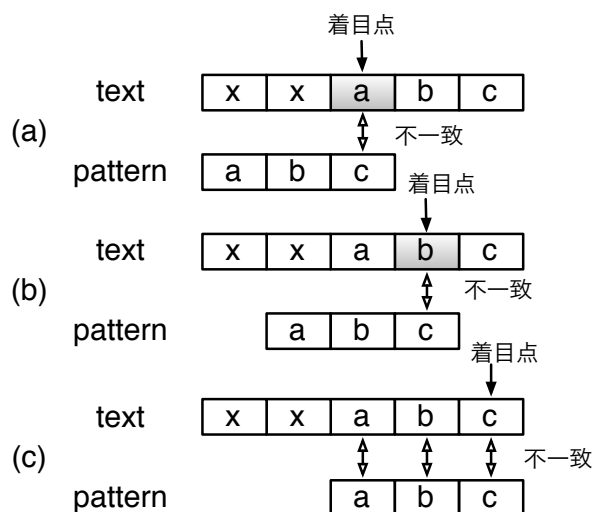 着目点
text x x a b c
(a) 不一致
pattern a b c
着目点
text x x a b c
(b) 不一致
pattern a b c
着目点
text x x a b c
(c) 不一致
pattern a b c